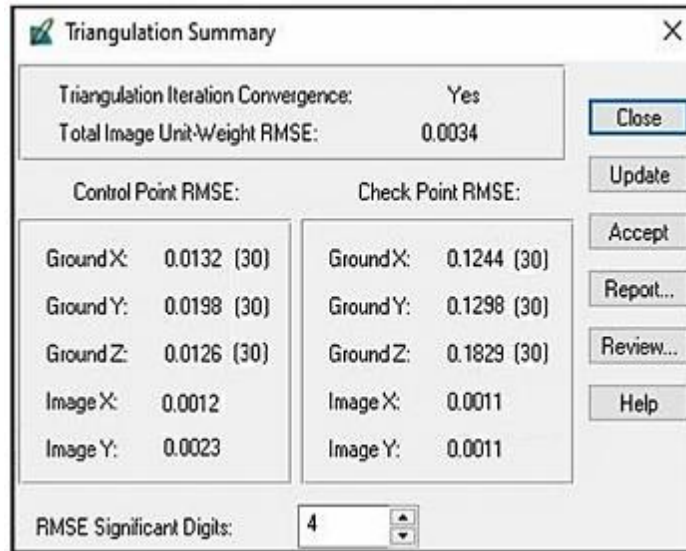 Triangulation Summary
Triangulation Iteration Convergence: Yes
Total Image Unit-Weight RMSE: 0.0034
Control Point RMSE:
Ground X: 0.0132 (30)
Ground Y: 0.0198 (30)
Ground Z: 0.0126 (30)
Image X: 0.0012
Image Y: 0.0023
Check Point RMSE:
Ground X: 0.1244 (30)
Ground Y: 0.1298 (30)
Ground Z: 0.1829 (30)
Image X: 0.0011
Image Y: 0.0011
RMSE Significant Digits: 4
Close
Update
Accept
Report...
Review...
Help